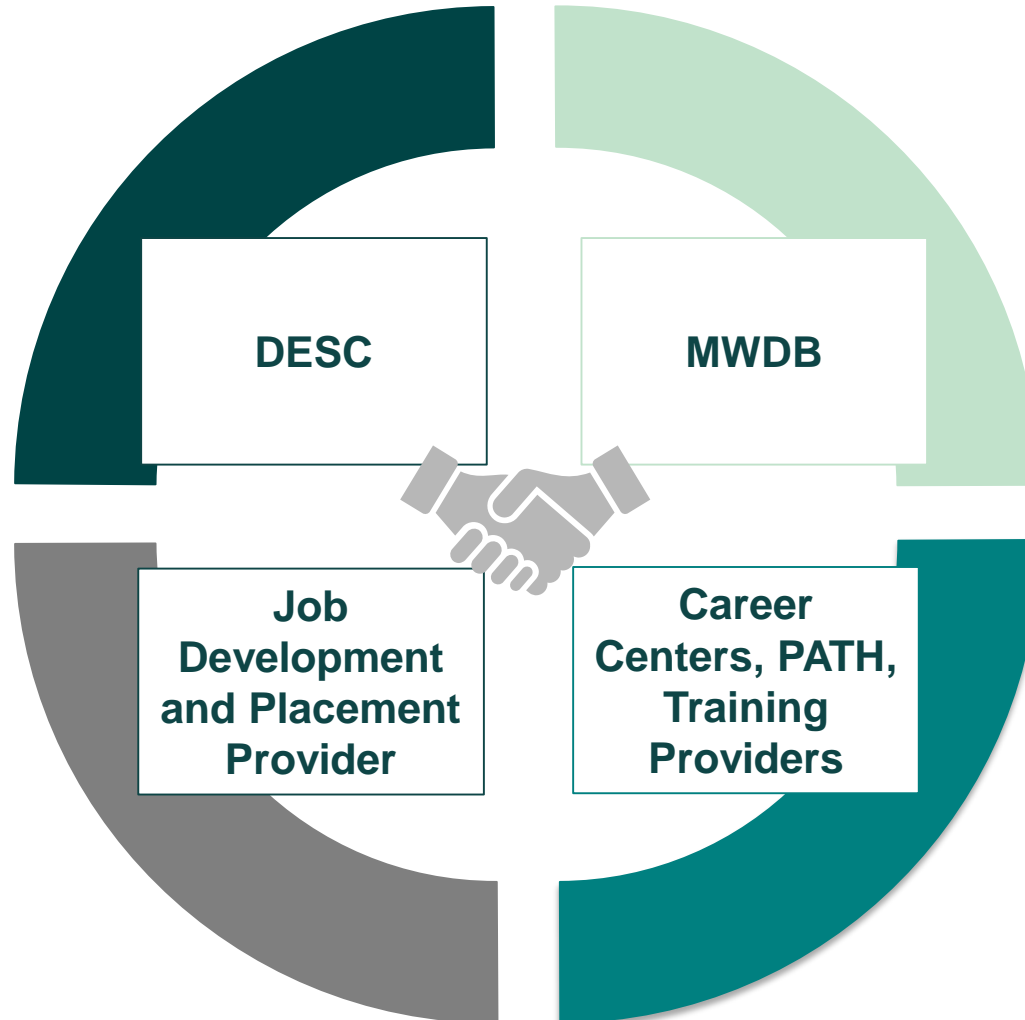 DESC
MWDB
Job
Development
and Placement
Provider
Career
Centers, PATH,
Training
Providers